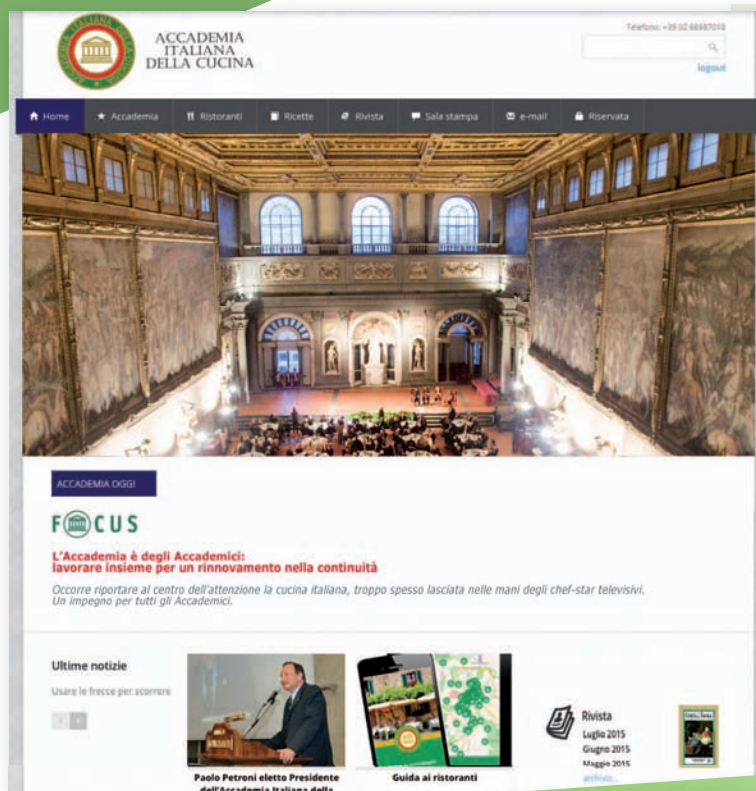 ACCADEMIA
ITALIANA
DELLA CUCINA
Telefono: +39 02 66987018
logout
Home
Accademia
Ristoranti
Ricette
Rivista
Sala stampa
e-mail
Riservata
ACCADEMIA OGGI
FOCUS
L'Accademia è degli Accademici:
lavorare insieme per un rinnovamento nella continuità
Occorre riportare al centro dell'attenzione la cucina italiana, troppo spesso lasciata nelle mani degli chef-star televisivi.
Un impegno per tutti gli Accademici.
Ultime notizie
Usare le frecce per scorrere
Paolo Petroni eletto Presidente
dell'Accademia Italiana della
Guida ai ristoranti
Rivista
Luglio 2015
Giugno 2015
Maggio 2015
archivio...